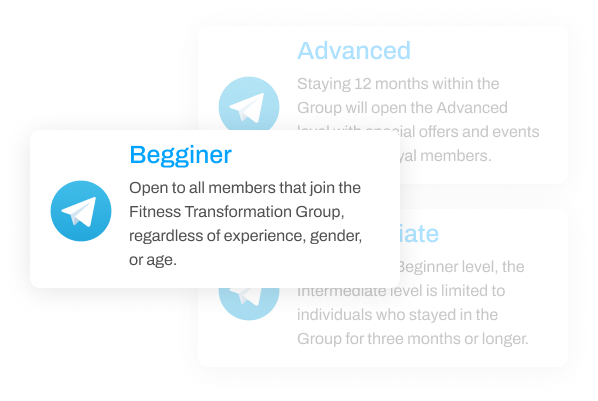 Advanced
Staying 12 months within the
Group will open the Advanced
level with special offers and events
yal members.
Begginer
Open to all members that join the
Fitness Transformation Group,
regardless of experience, gender,
or age.
iate
Beginner level, the
Intermediate level is limited to
individuals who stayed in the
Group for three months or longer.